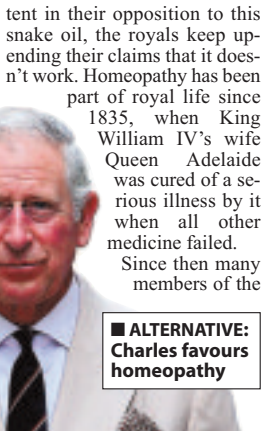 tent in their opposition to this
snake oil, the royals keep up-
ending their claims that it does-
n't work. Homeopathy has been
part of royal life since
1835, when King
William IV's wife
Queen Adelaide
was cured of a se-
rious illness by it
when all other
medicine failed.
Since then many
members of the
■ ALTERNATIVE:
Charles favours
homeopathy